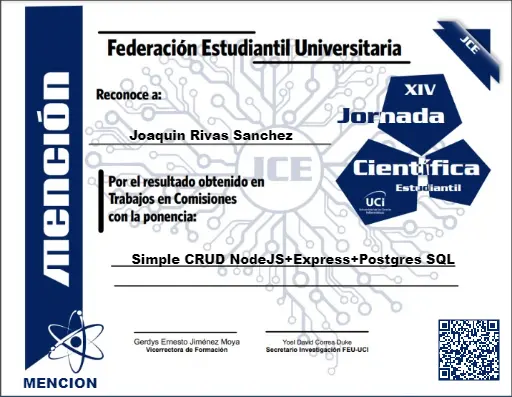 mención
Federación Estudiantil Universitaria
JCE
Reconoce a:
XIV
Jornada
Joaquin Rivas Sanchez
JCE
Científica
Estudiantil
Por el resultado obtenido en
Trabajos en Comisiones
con la ponencia:
UCi
Simple CRUD NodeJS+Express+Postgres SQL
Gerdys Ernesto Jiménez Moya
Vicerrectora de Formación
Yoel David Correa Duke
Secretario Investigación FEU-UCI
MENCION